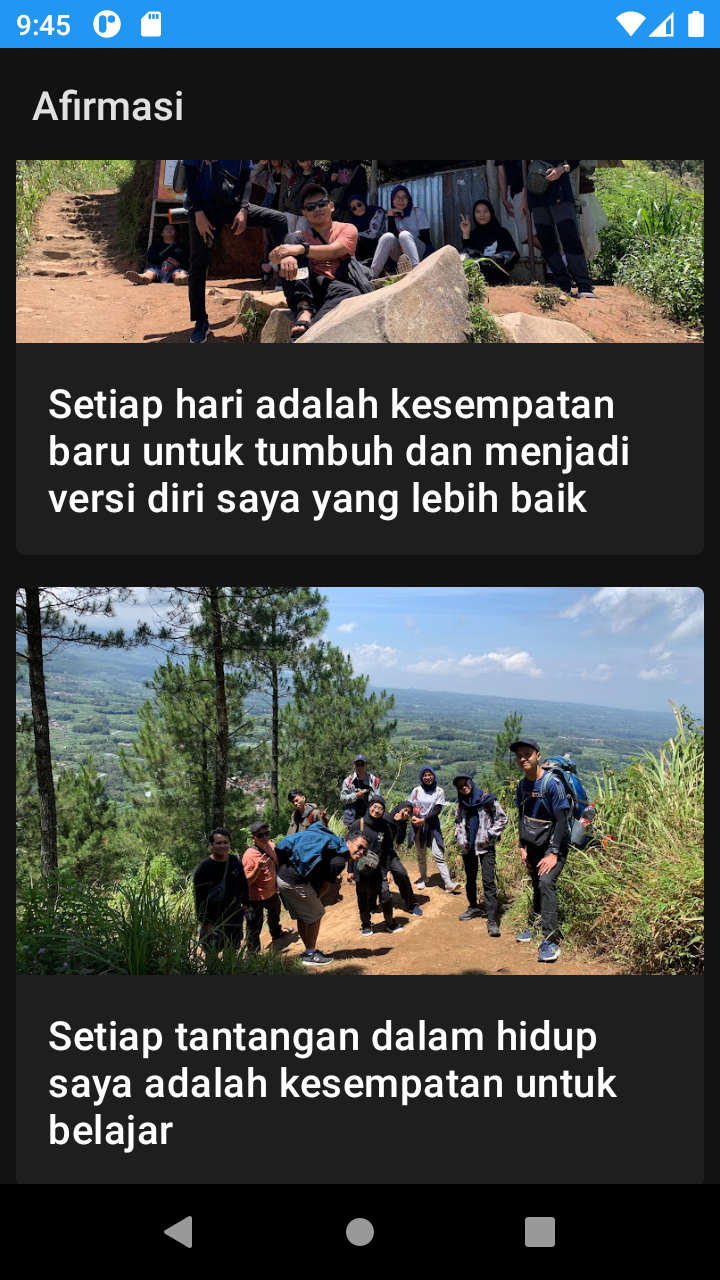 9:45
Afirmasi
Setiap hari adalah kesempatan
baru untuk tumbuh dan menjadi
versi diri saya yang lebih baik
Setiap tantangan dalam hidup
saya adalah kesempatan untuk
belajar